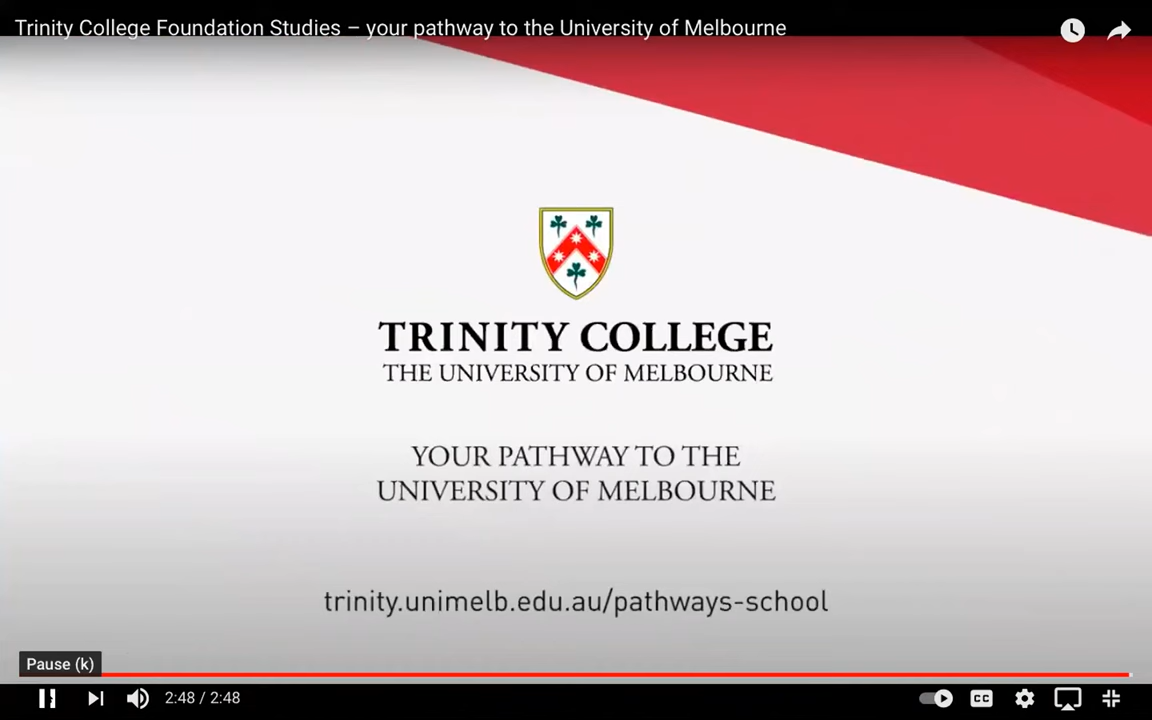 Trinity College Foundation Studies – your pathway to the University of Melbourne
TRINITY COLLEGE
THE UNIVERSITY OF MELBOURNE
YOUR PATHWAY TO THE
UNIVERSITY OF MELBOURNE
trinity.unimelb.edu.au/pathways-school
Pause (k)
2:48 / 2:48
CC